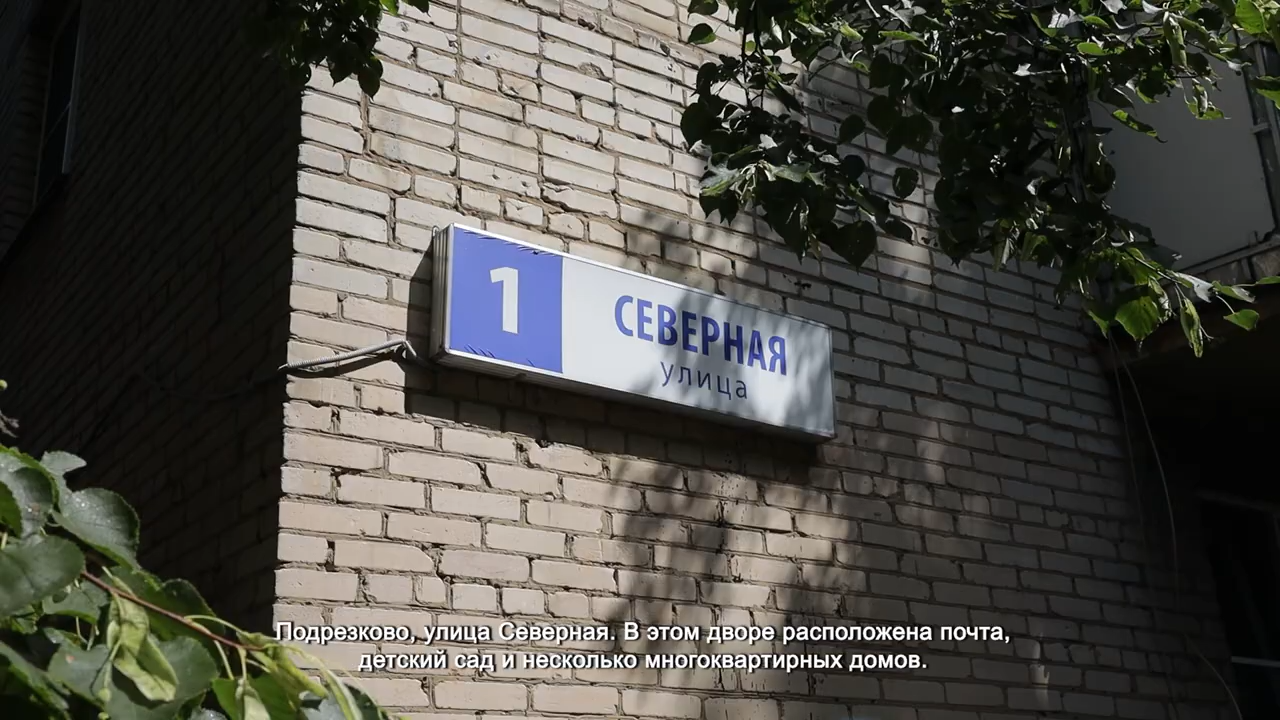 1
СЕВЕРНАЯ
улица
Подрезково, улица Северная. В этом дворе расположена почта,
детский сад и несколько многоквартирных домов.